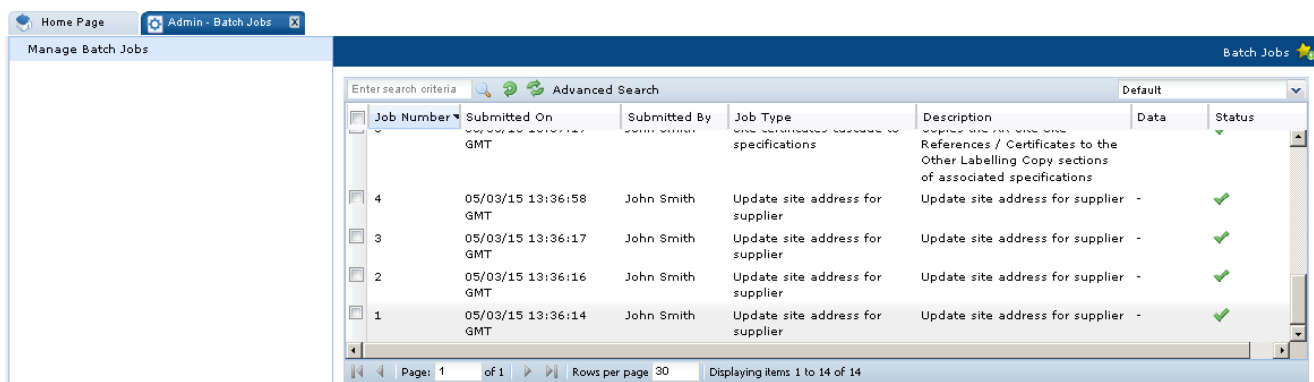 Home Page
Admin - Batch Jobs
Manage Batch Jobs
Batch Jobs
Enter search criteria
Advanced Search
Default
Job Number Submitted On Submitted By Job Type Description Data Status
GMT specifications References / Certificates to the
Other Labelling Copy sections
of associated specifications
4 05/03/15 13:36:58 John Smith Update site address for Update site address for supplier -
GMT supplier
3 05/03/15 13:36:17 John Smith Update site address for Update site address for supplier -
GMT supplier
2 05/03/15 13:36:16 John Smith Update site address for Update site address for supplier -
GMT supplier
1 05/03/15 13:36:14 John Smith Update site address for Update site address for supplier -
GMT supplier
Page: 1 of 1 Rows per page 30 Displaying items 1 to 14 of 14